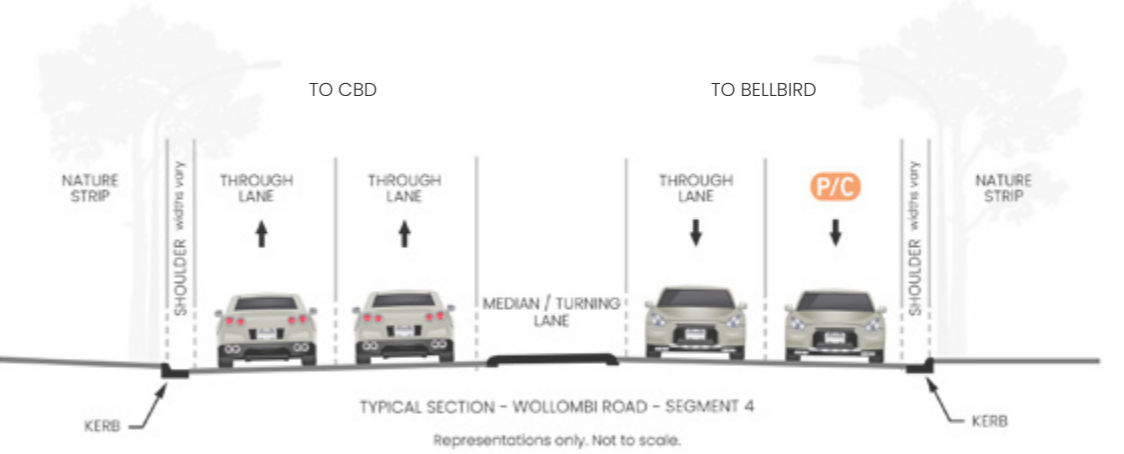 TO CBD
TO BELLBIRD
NATURE
STRIP
SHOULDER widths vary
THROUGH
LANE
THROUGH
LANE
MEDIAN / TURNING
LANE
THROUGH
LANE
P/C
SHOULDER widths vary
NATURE
STRIP
KERB
TYPICAL SECTION - WOLLOMBI ROAD - SEGMENT 4
KERB
Representations only. Not to scale.